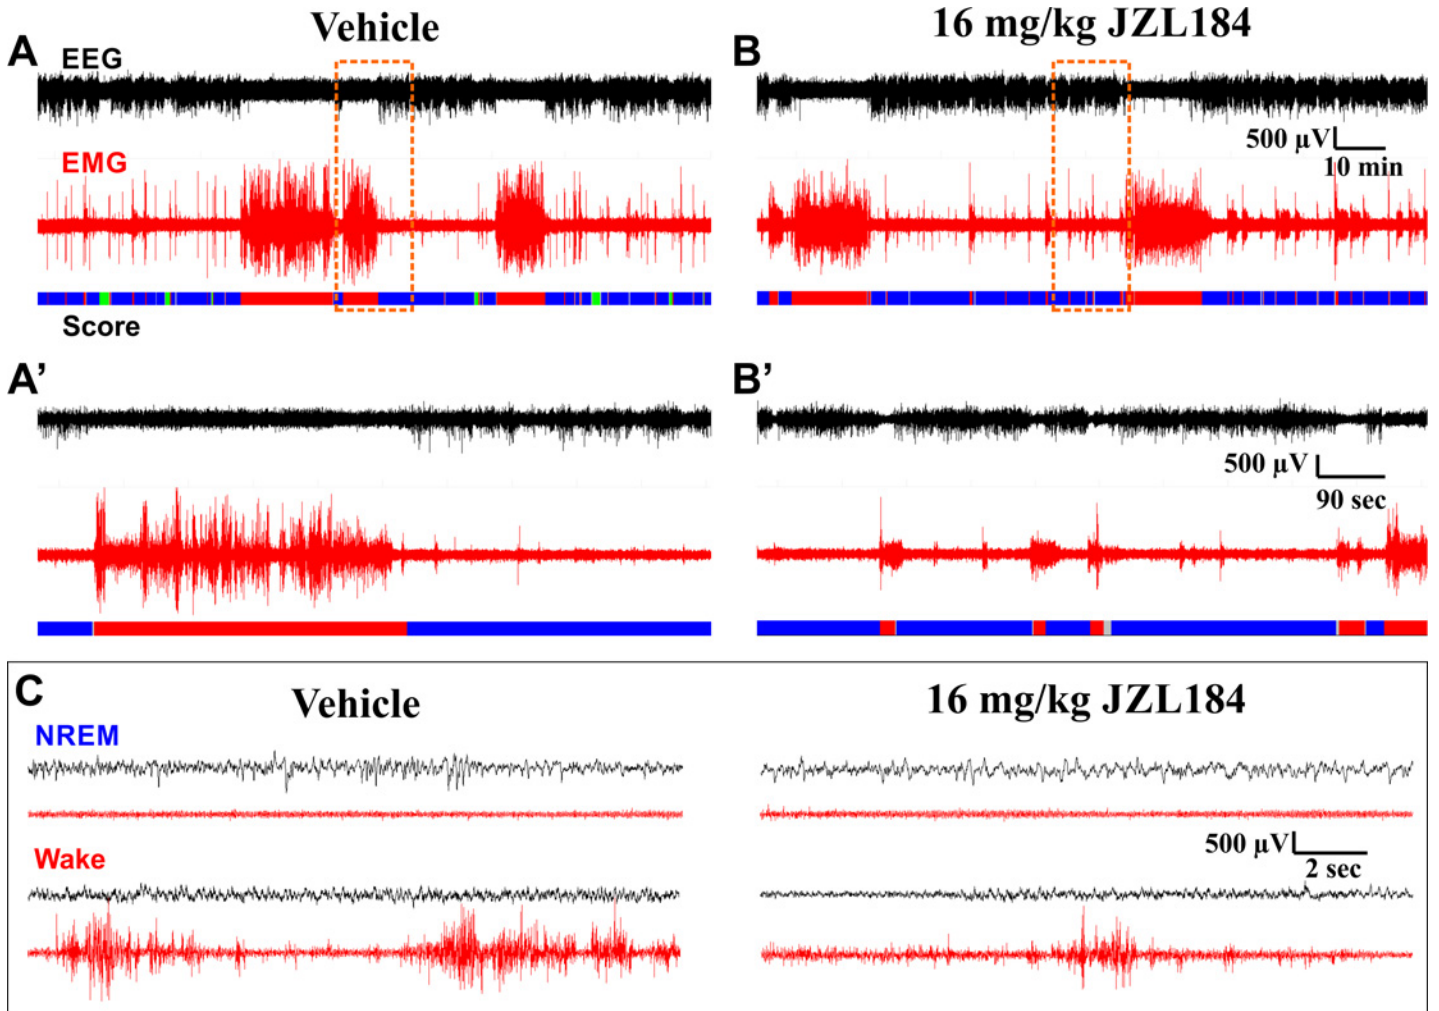 Vehicle
16 mg/kg JZL184
A
EEG
B
500 µV
10 min
EMG
Score
A'
B'
500 µV
90 sec
C
Vehicle
16 mg/kg JZL184
NREM
500 µV
2 sec
Wake